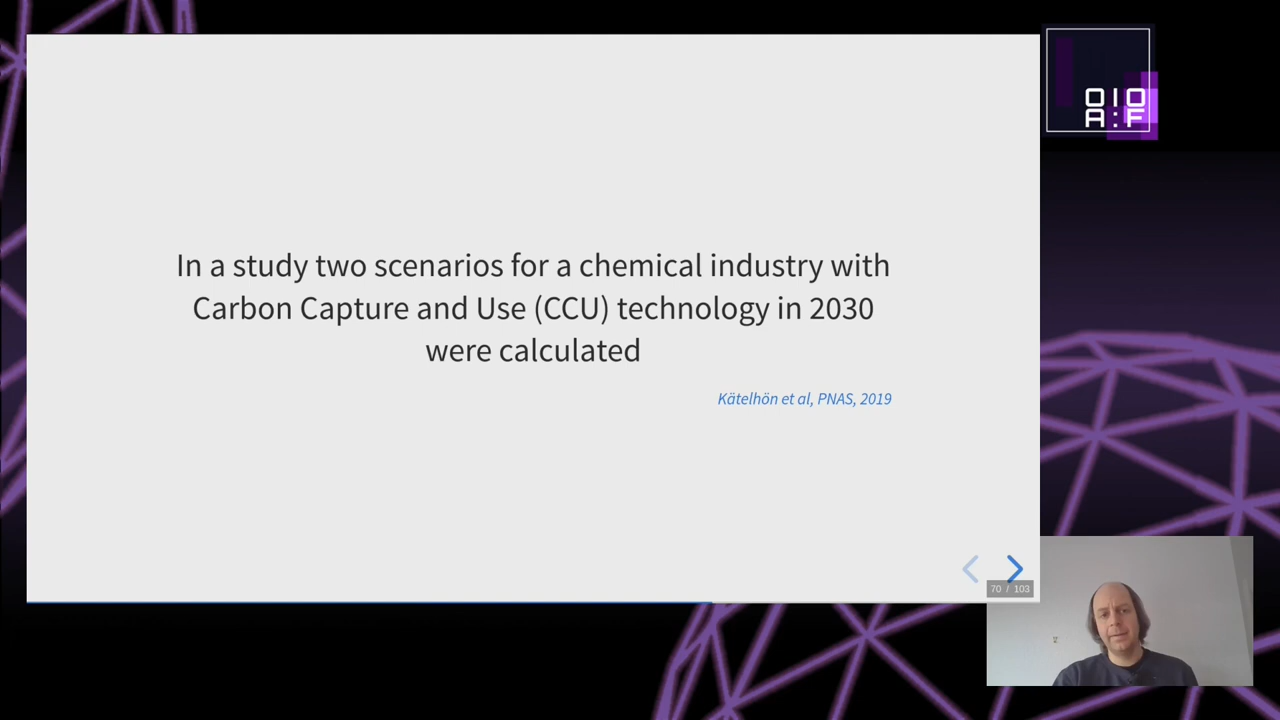 OIO
A:F
In a study two scenarios for a chemical industry with
Carbon Capture and Use (CCU) technology in 2030
were calculated
Kätelhön et al, PNAS, 2019
70 / 103